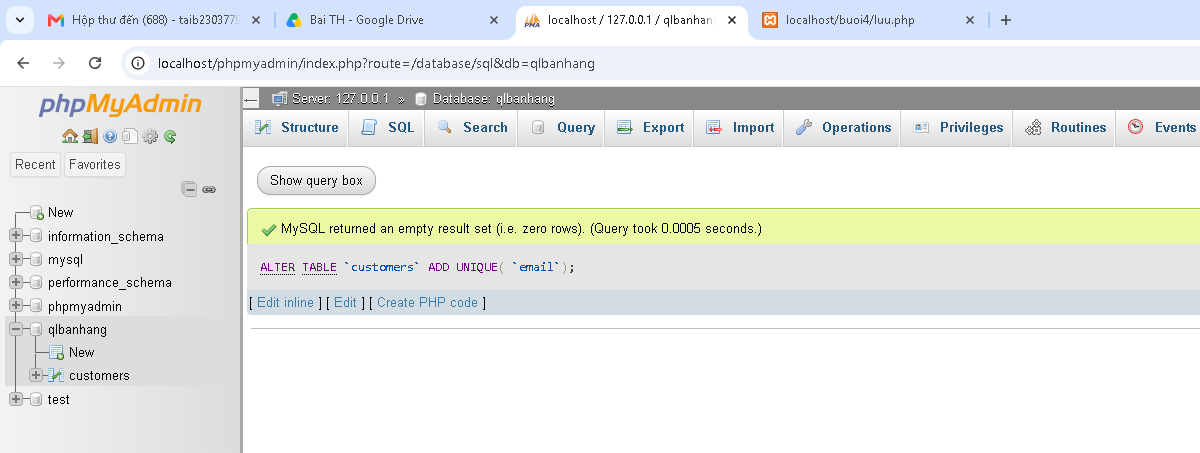 Hộp thư đến (688) - taib230377
Bai TH - Google Drive
localhost / 127.0.0.1 / qlbanhang
localhost/buoi4/luu.php
localhost/phpmyadmin/index.php?route=/database/sql&db=qlbanhang
phpMyAdmin
Recent Favorites
New
information_schema
mysql
performance_schema
phpmyadmin
qlbanhang
New
customers
test
Server: 127.0.0.1 » Database: qlbanhang
Structure SQL Search Query Export Import Operations Privileges Routines Events
Show query box
MySQL returned an empty result set (i.e. zero rows). (Query took 0.0005 seconds.)
ALTER TABLE `customers` ADD UNIQUE( `email`);
[ Edit inline ] [ Edit ] [ Create PHP code ]